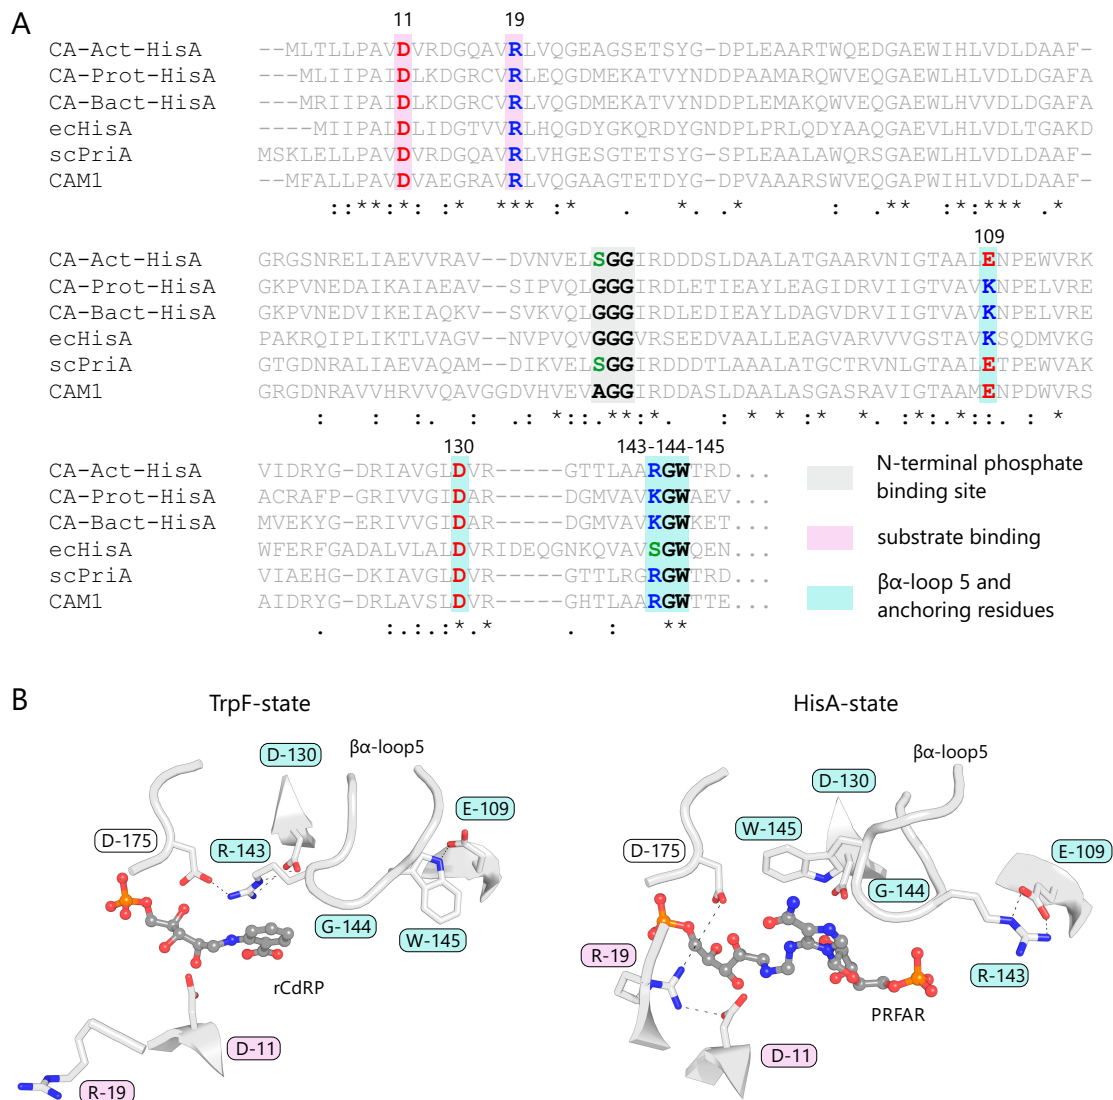 A
11 19
CA-Act-HisA --MLTLLPAVDVRDGQAVRLVQGEAGSETSYG-DPLEAARTWQEDGAEWIHLVDLDAAF-
CA-Prot-HisA ---MLIIPAIDLKDGRCVRLEQGDMEKATVYNDDPAAMARQWVEQGAEWLHLVDLDGAFA
CA-Bact-HisA ---MRIIPAIDLKDGRCVRLRQGDMEKATVYNDDPLEMAKQWVEQGAEWLHVVDLDGAFA
ecHisA ----MIIPALDLIDGTVVRLHQGDYGKQRDYGNDPLPRLQDYAAQGAEVLHLVDLTGAKD
scPriA MSKLELLPAVDVRDGQAVRLVHGESGTETSYG-SPLEAALAWQRSGAEWLHLVDLDAAF-
CAM1 --MFALLPAVDVAEGRAVRLVQGAAGTETDYG-DPVAAARSWVEQGAPWIHLVDLDAAF-
::**:* :* ***:* . *.* .* : .** *:*:*** .*
109
CA-Act-HisA GRGSNRELIAEVVRAV--DVNVELSGGIRDDDSLDAALATGAARVNIGTAALENPEWVRK
CA-Prot-HisA GKPVNEDAIKAIAEAV--SIPVQLGGGIRDLETIEAYLEAGIDRVIIGTVAVKNPELVRE
CA-Bact-HisA GKPVNEDVIKEIAQKV--SVKVQLGGGIRDLETIEAYLDAGVDRVIIGTVAVKNPELVRE
ecHisA PAKRQIPLIKTLVAGV--NVPVQVGGGVRSEEDVAALLEAGVARVVVGSTAVKSQDMVKG
scPriA GTGDNRALIAEVAQAM--DIKVELSGGIRDDDTLAAALATGCTRVNLGTAALETPEWVAK
CAM1 GRGDNRAVVHRVVQAVGGDVHVEVAGGIRDDASLDAALASGASRAVIGTAAMENPDWVRS
: : : . *::.**:* : * * :* *. :*:.*::. : *
130 143-144-145
CA-Act-HisA VIDRYG-DRIAVGLDVR-----GTTLAARGWTRD...
CA-Prot-HisA ACRAFP-GRIVVGIDAR-----DGMVAVKGWAEV...
CA-Bact-HisA MVEKYG-ERIVVGIDAR-----DGMVAVKGWKET...
ecHisA WFERFGADALVLALDVRIDEQGNKQVAVSGWQEN...
scPriA VIAEHG-DKIAVGLDVR-----GTTLRGRGWTRD...
CAM1 AIDRYG-DRLAVSLDVR-----GHTLAARGWTTE...
. :.:.:*.* . : **
N-terminal phosphate
binding site
substrate binding
βα-loop 5 and
anchoring residues
B
TrpF-state
D-130
βα-loop5
E-109
D-175
R-143
G-144
W-145
rCdRP
D-11
R-19
HisA-state
βα-loop5
D-130
W-145
D-175
E-109
G-144
R-19
R-143
PRFAR
D-11